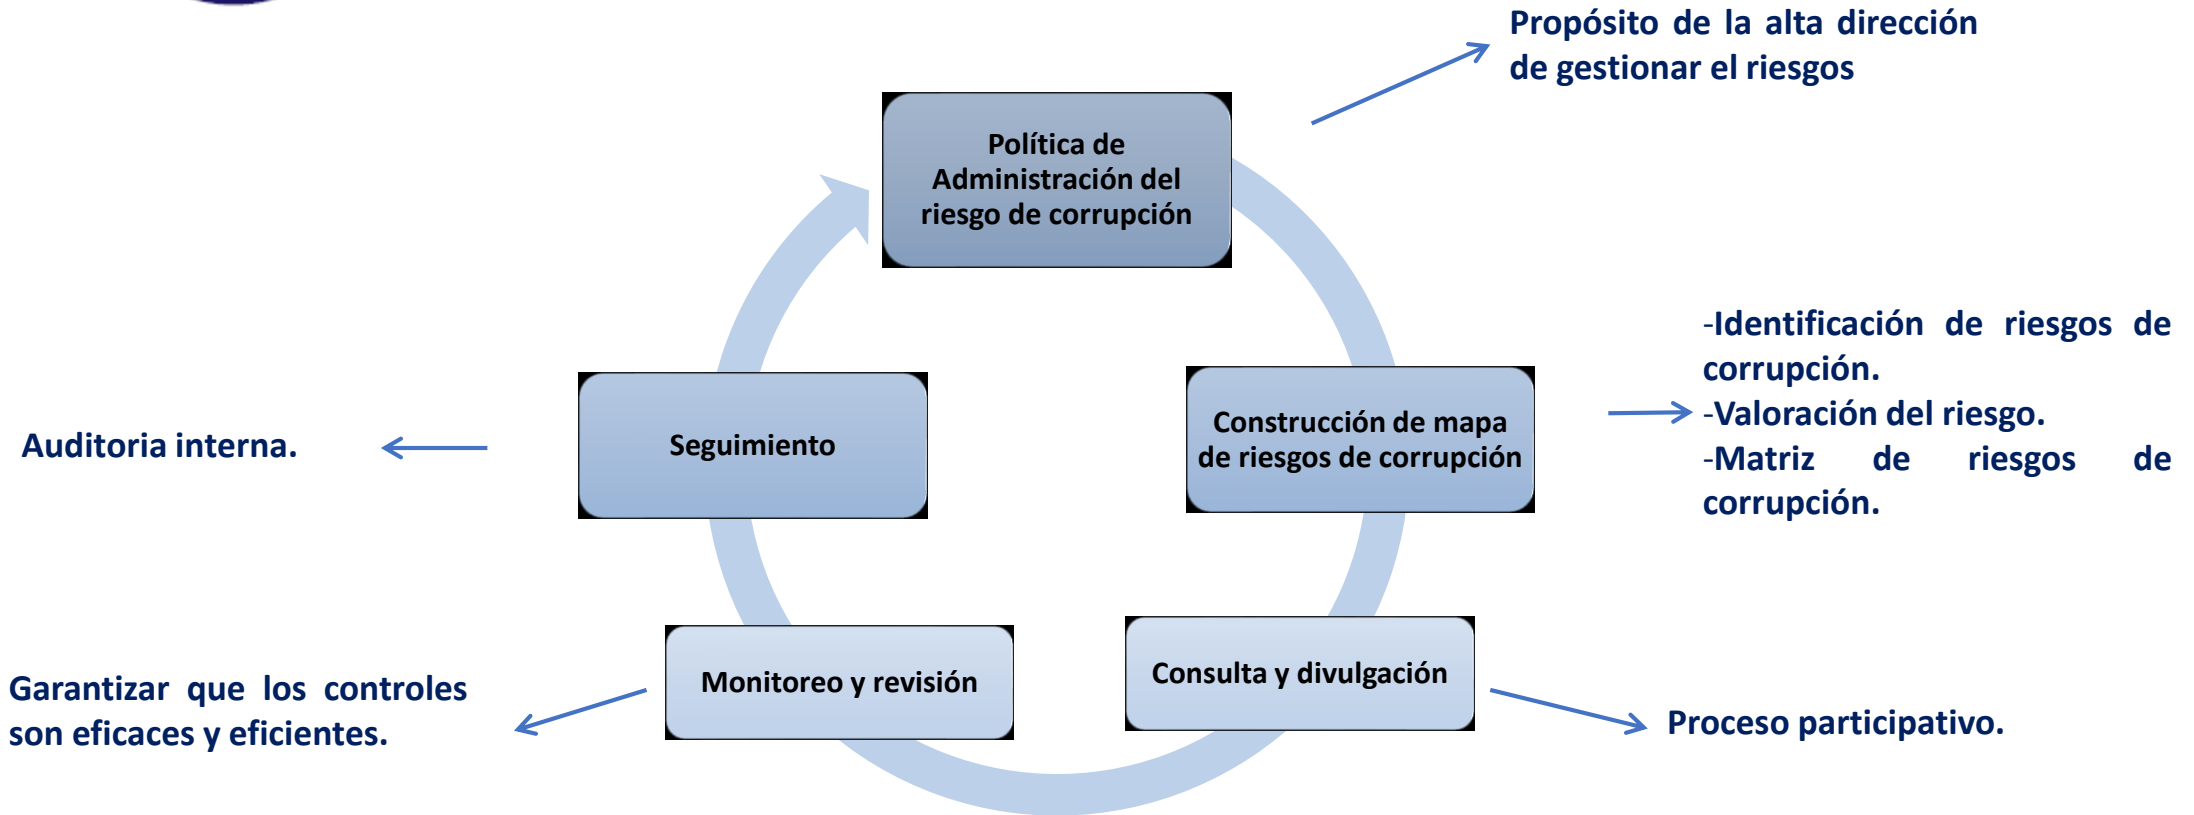 Propósito de la alta dirección
de gestionar el riesgos
Política de
Administración del
riesgo de corrupción
-Identificación de riesgos de
corrupción.
-Valoración del riesgo.
-Matriz de riesgos de
corrupción.
Construcción de mapa
de riesgos de corrupción
Seguimiento
Auditoria interna.
Consulta y divulgación
Proceso participativo.
Monitoreo y revisión
Garantizar que los controles
son eficaces y eficientes.